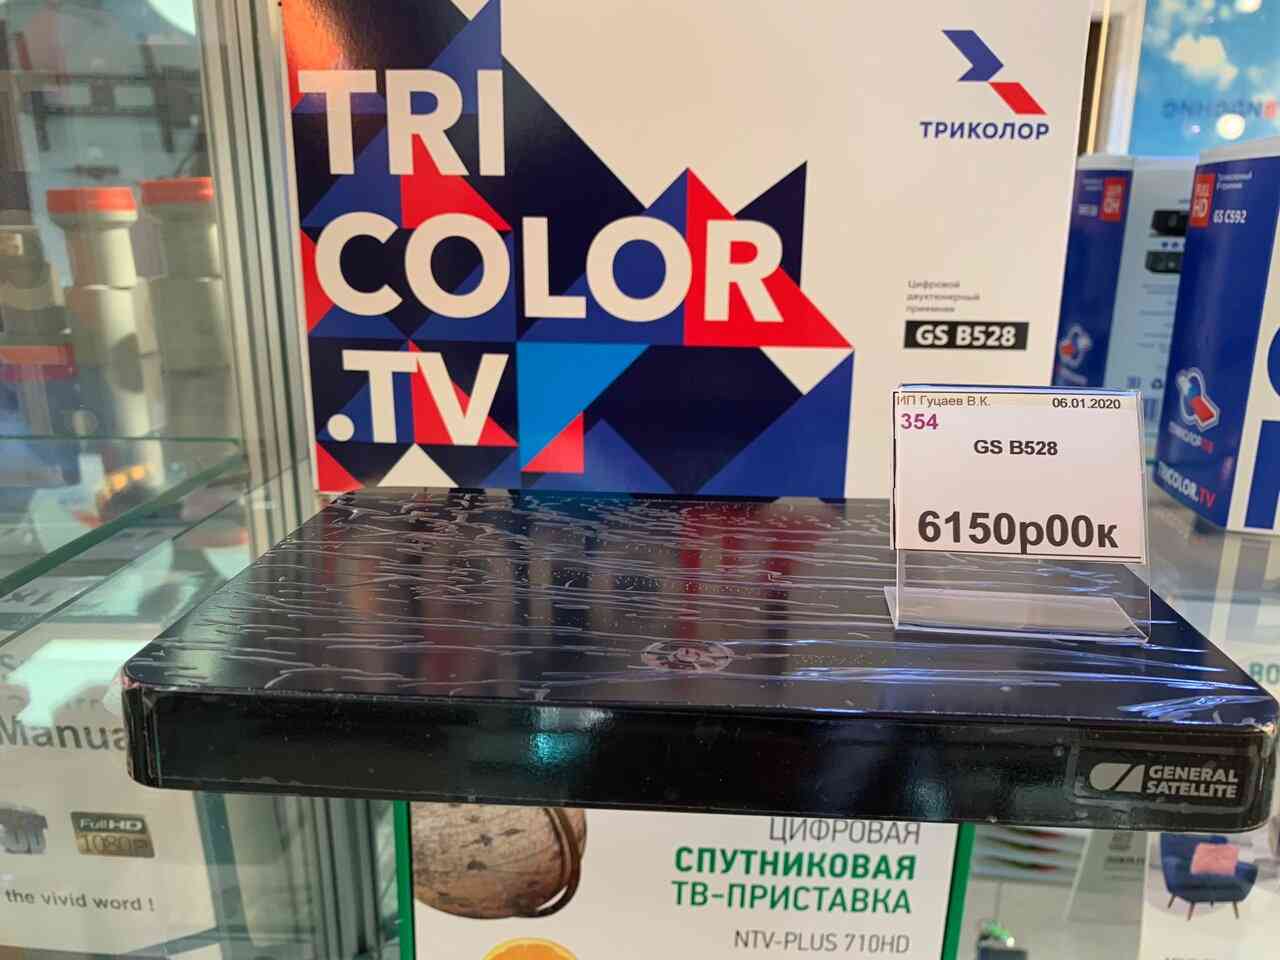 TRI
COLOR
.TV
ТРИКОЛОР
Цифровой
двухтюнерный
приемник
GS B528
ИП Гуцаев В.К.
06.01.2020
354
GS B528
6150р00к
GENERAL
SATELLITE
FULL
HD
GS C592
TRICOLOR.TV
Manua
FullHD
1080P
the vivid word !
ЦИФРОВАЯ
СПУТНИКОВАЯ
ТВ-ПРИСТАВКА
NTV-PLUS 710HD